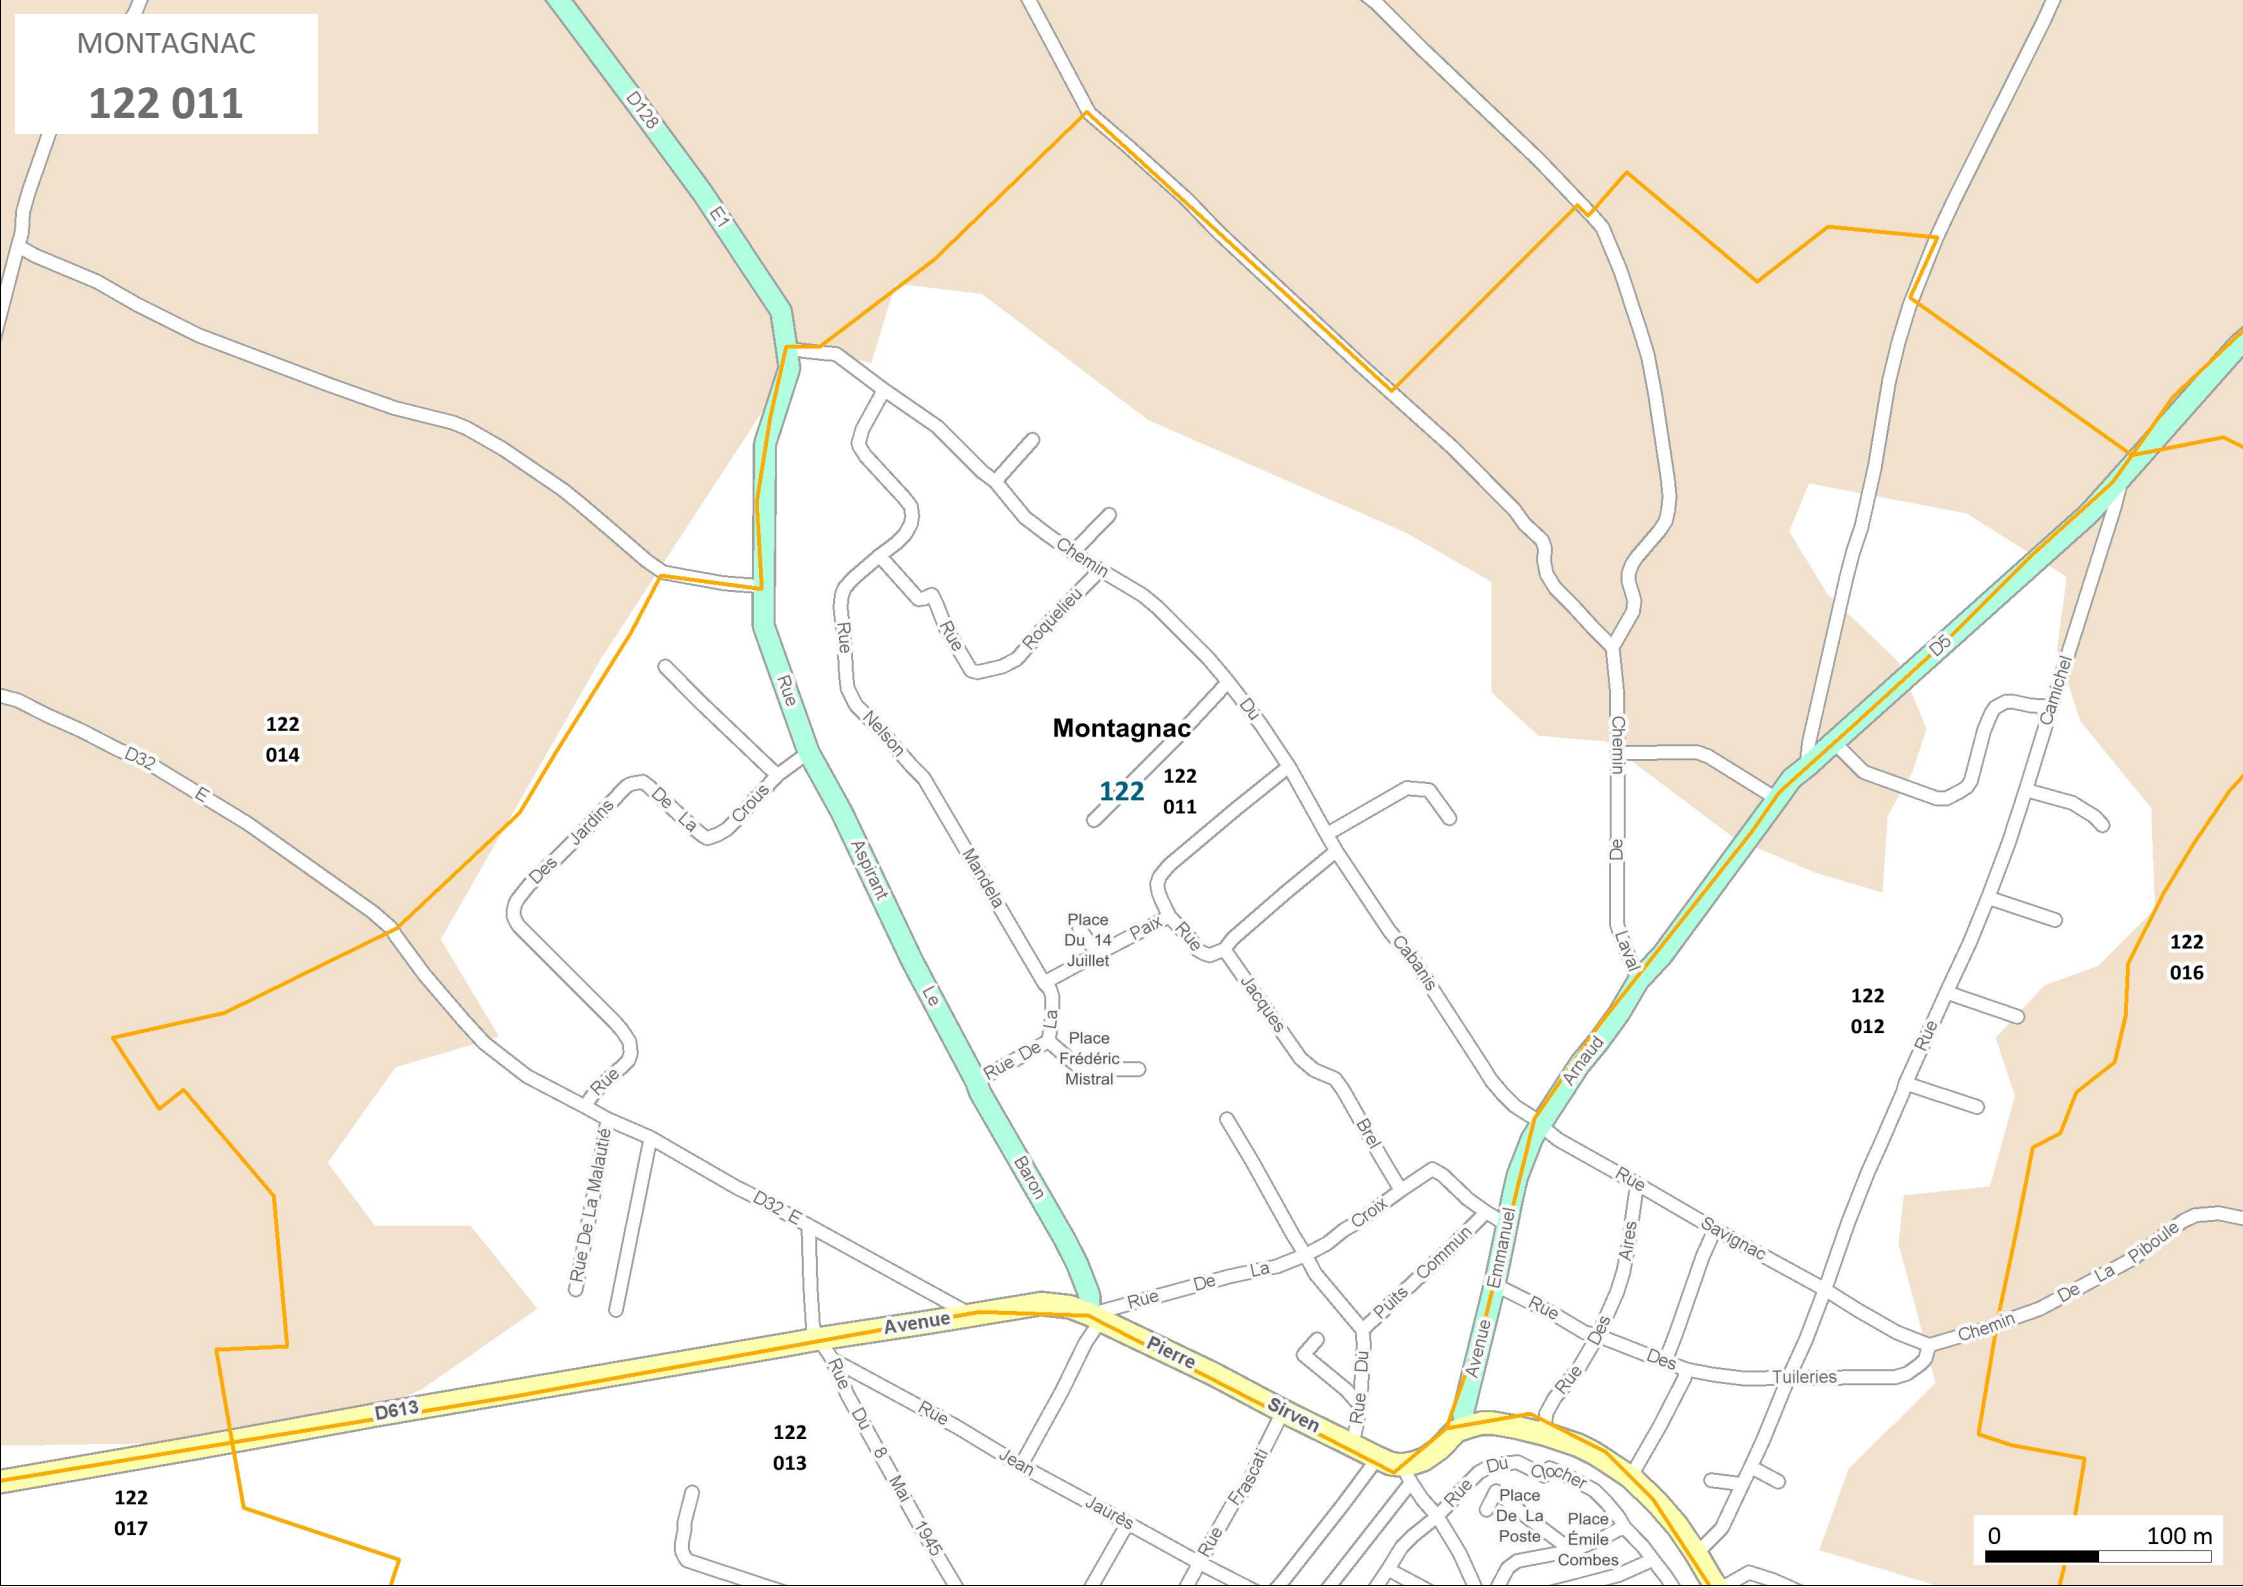 MONTAGNAC
122 011
D128
E1
122
014
D32
E
Rue
Aspirant
Le
Baron
Des Jardins
De La
Crous
Rue
Rue De La Malautié
D32 E
Rue
Nelson
Mandela
Rue
Roquelieu
Chemin
Du
Cabanis
Montagnac
122
122
011
Place
Du 14
Juillet
Paix
La
Rue De
Place
Frédéric
Mistral
Rue
Jacques
Brel
Chemin
De
Laval
D5
Camichel
Rue
122
016
122
012
Arnaud
Emmanuel
Avenue
Rue
Savignac
Rue
Des
Aires
Rue
Des
Tuileries
Chemin
De La Piboule
Rue De La
Croix
Puits Commun
Rue Du
D613
Avenue
Pierre
Sirven
122
013
122
017
Rue
Du
8
Mai
1945
Rue
Jean
Jaurès
Rue
Frascati
Rue
Du
Clocher
Place
De La
Poste
Place
Émile
Combes
0 100 m